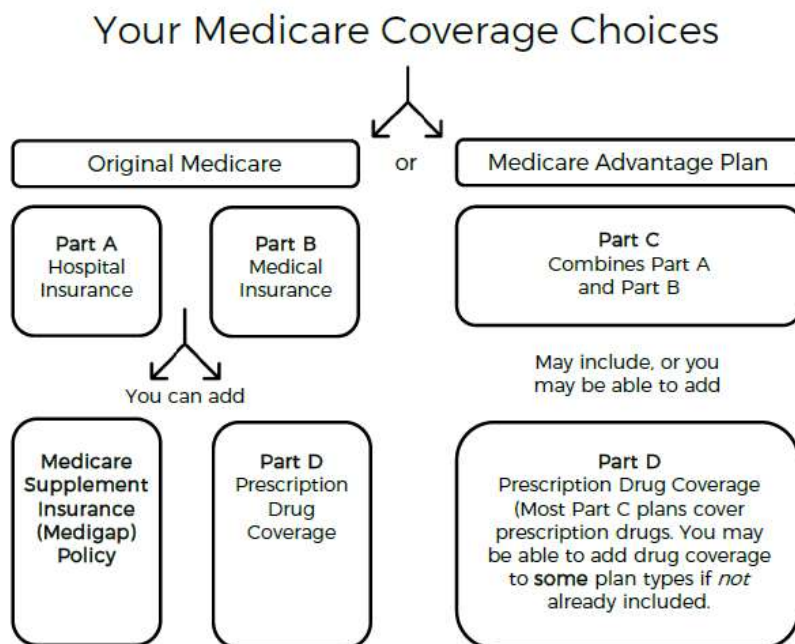 Your Medicare Coverage Choices
Original Medicare
or
Medicare Advantage Plan
Part A
Hospital
Insurance
Part B
Medical
Insurance
Part C
Combines Part A
and Part B
You can add
May include, or you
may be able to add
Medicare
Supplement
Insurance
(Medigap)
Policy
Part D
Prescription
Drug
Coverage
Part D
Prescription Drug Coverage
(Most Part C plans cover
prescription drugs. You may
be able to add drug coverage
to some plan types if not
already included.